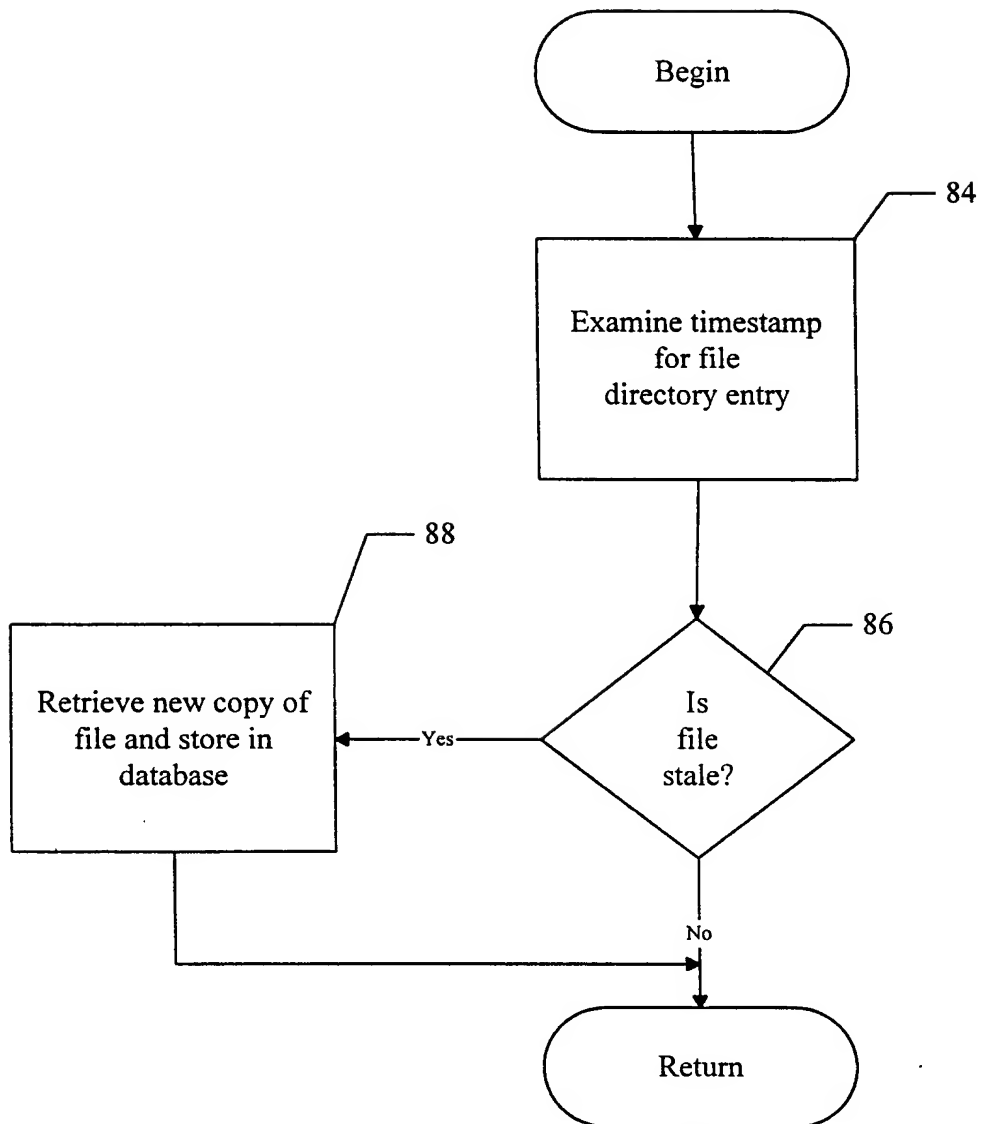 Begin
84
Examine timestamp
for file
directory entry
88
86
Retrieve new copy of
file and store in
database
Yes
Is
file
stale?
No
Return